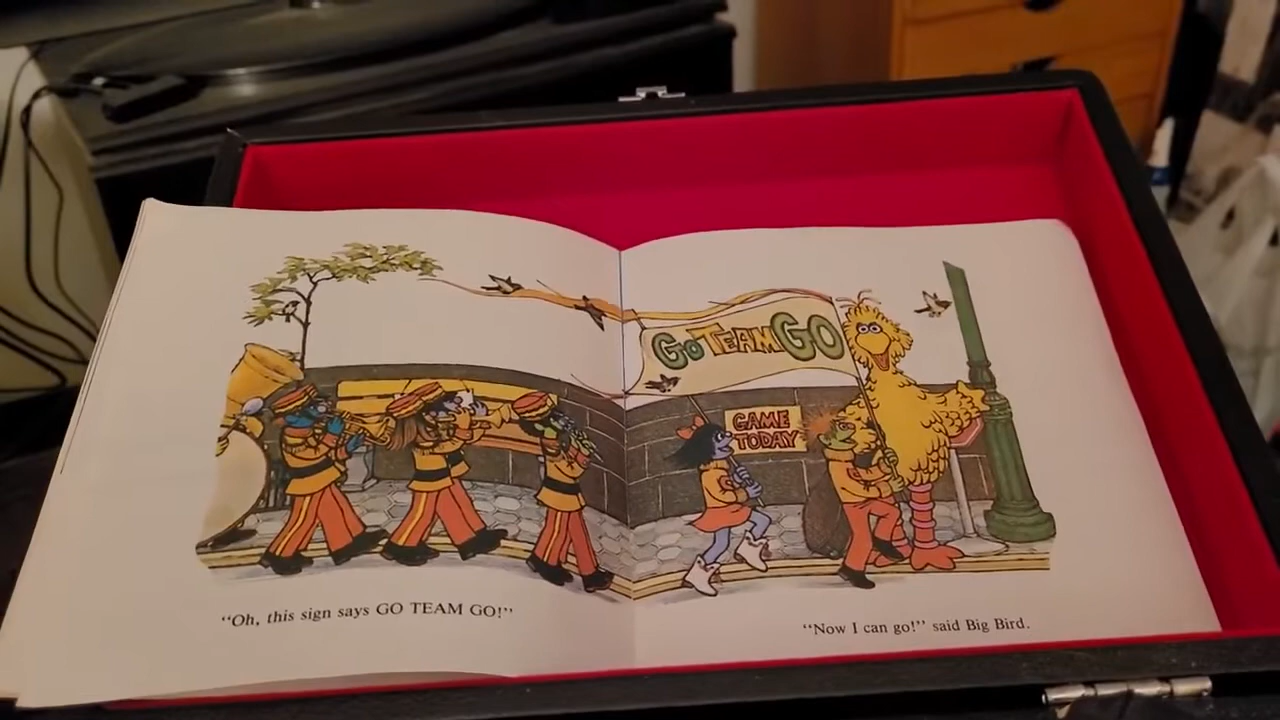 GO TEAM GO
GAME
TODAY
"Oh, this sign says GO TEAM GO!"
"Now I can go!" said Big Bird.